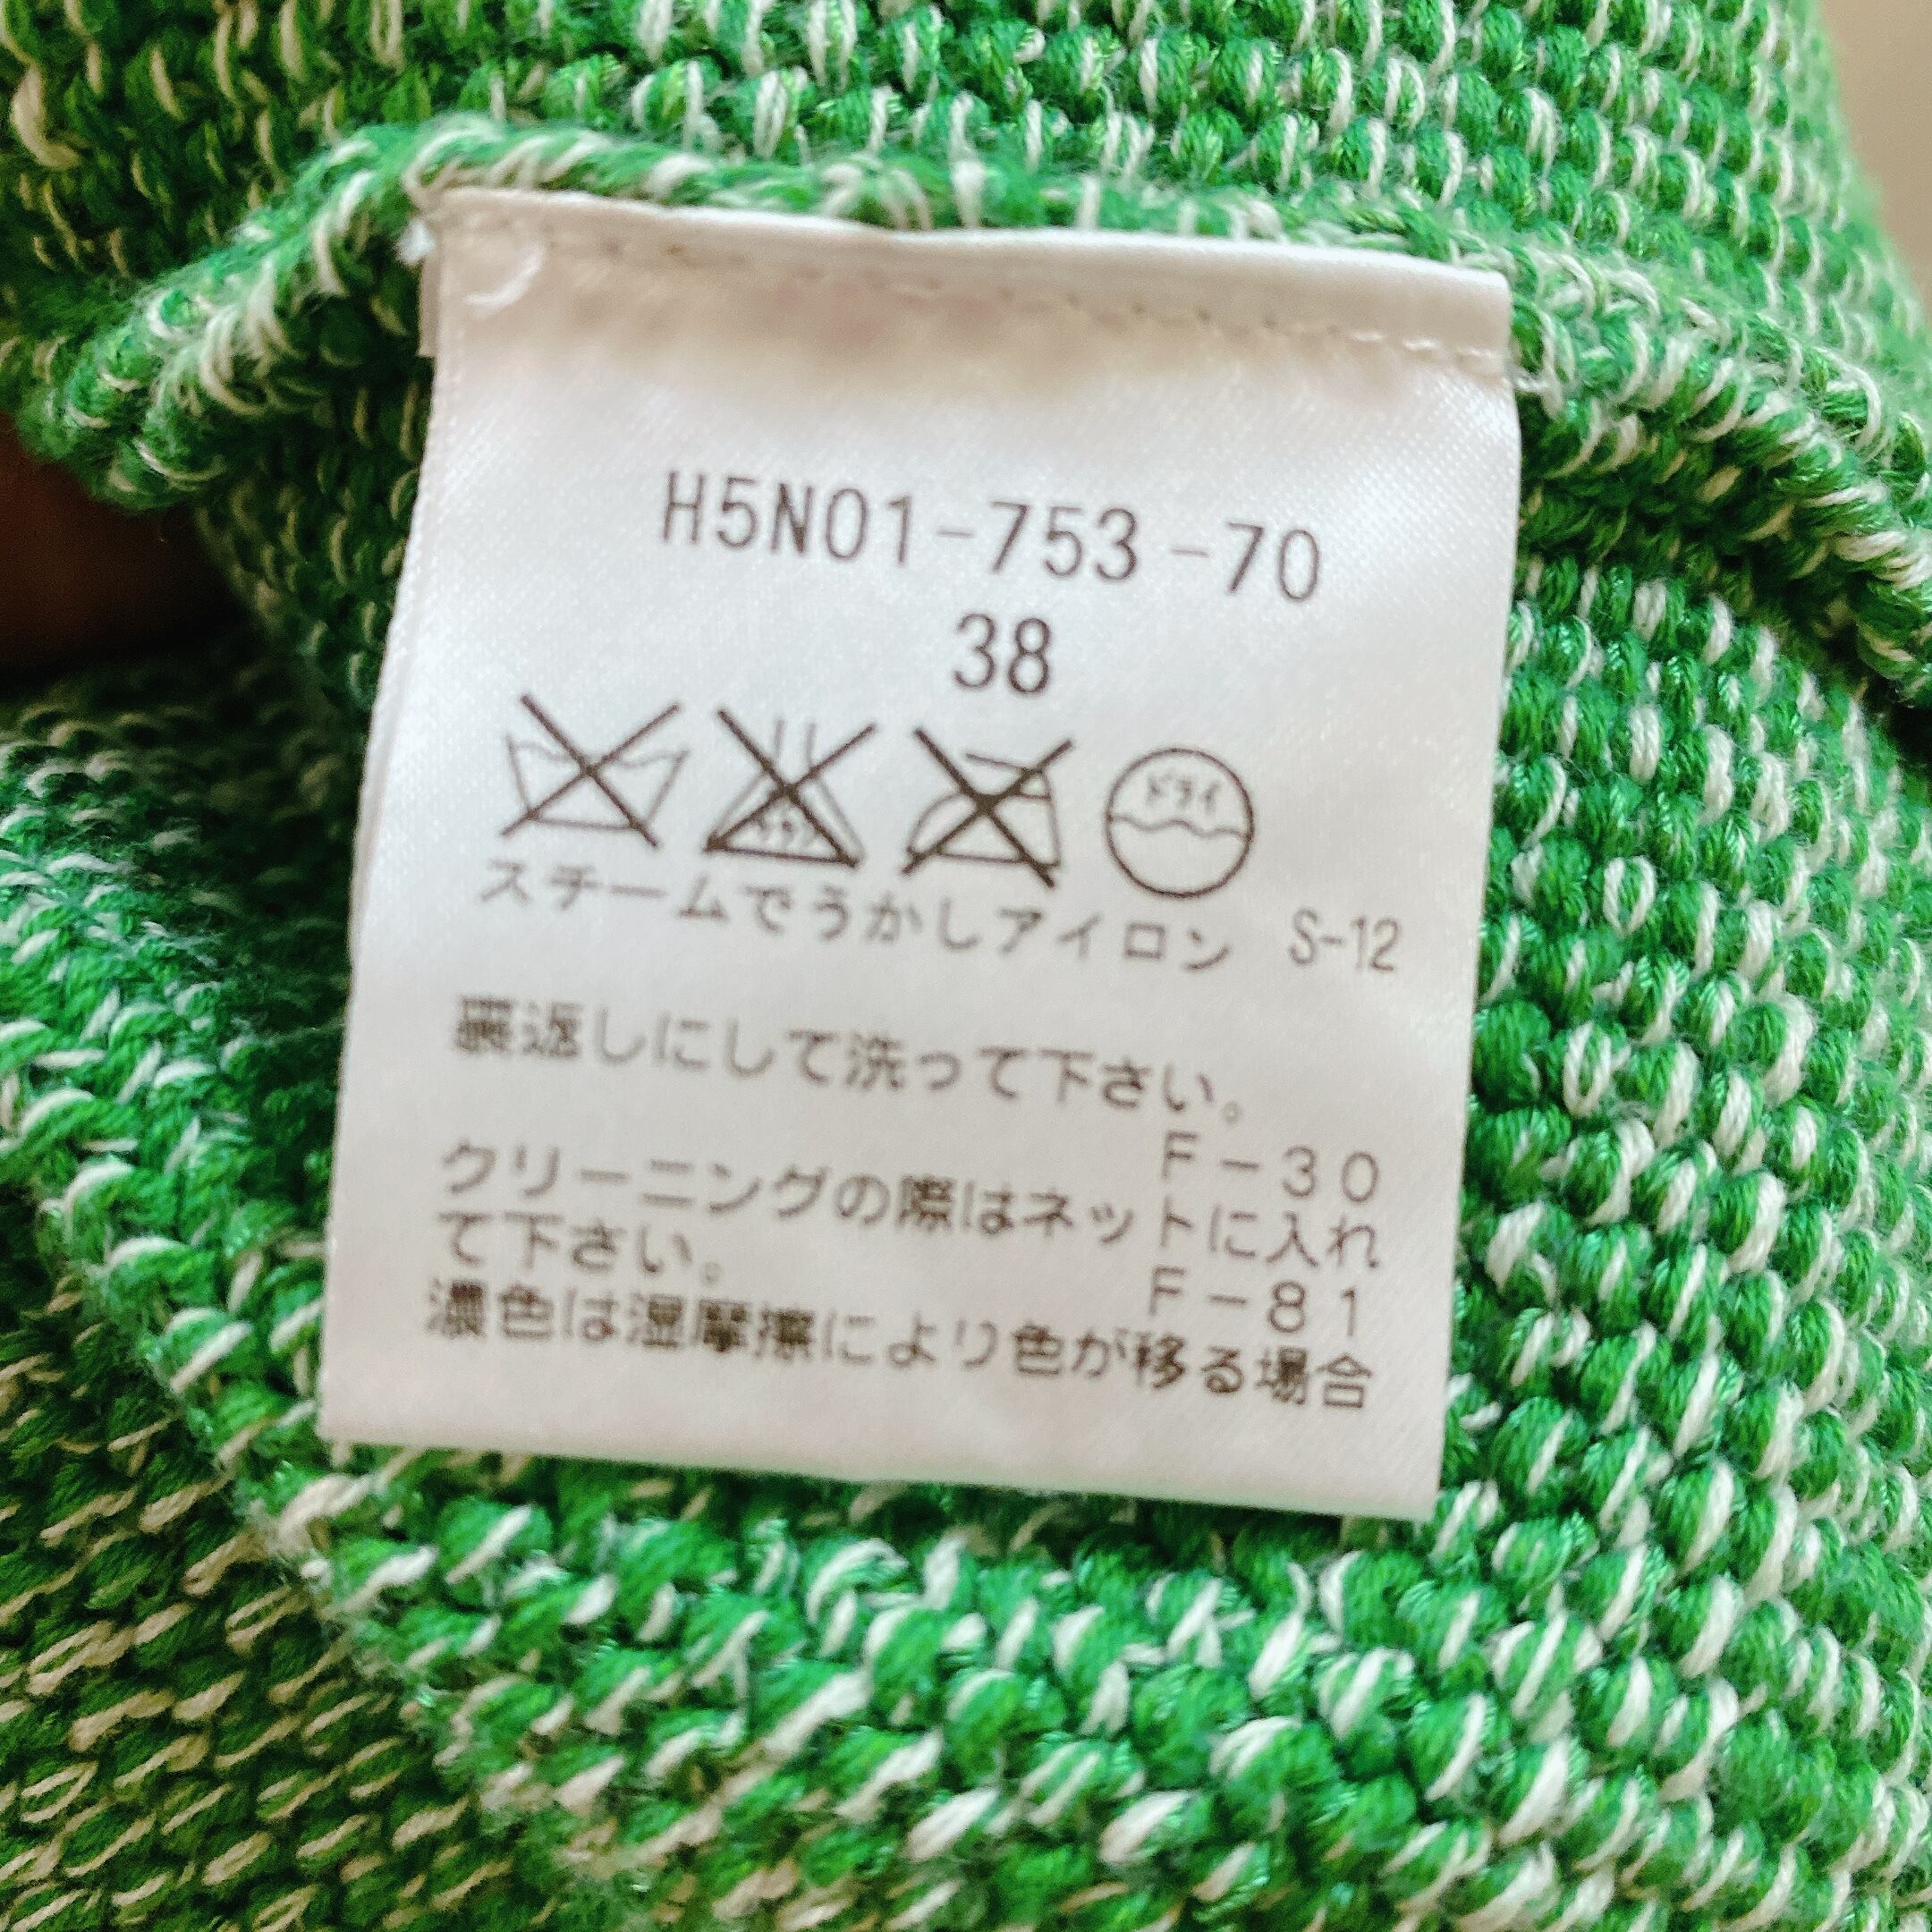 H5N01-753-70
38
ドライ
スチームでうかしアイロン S-12
裏返しにして洗って下さい。
F-30
クリーニングの際はネットに入れ
て下さい。
F-81
濃色は湿摩擦により色が移る場合